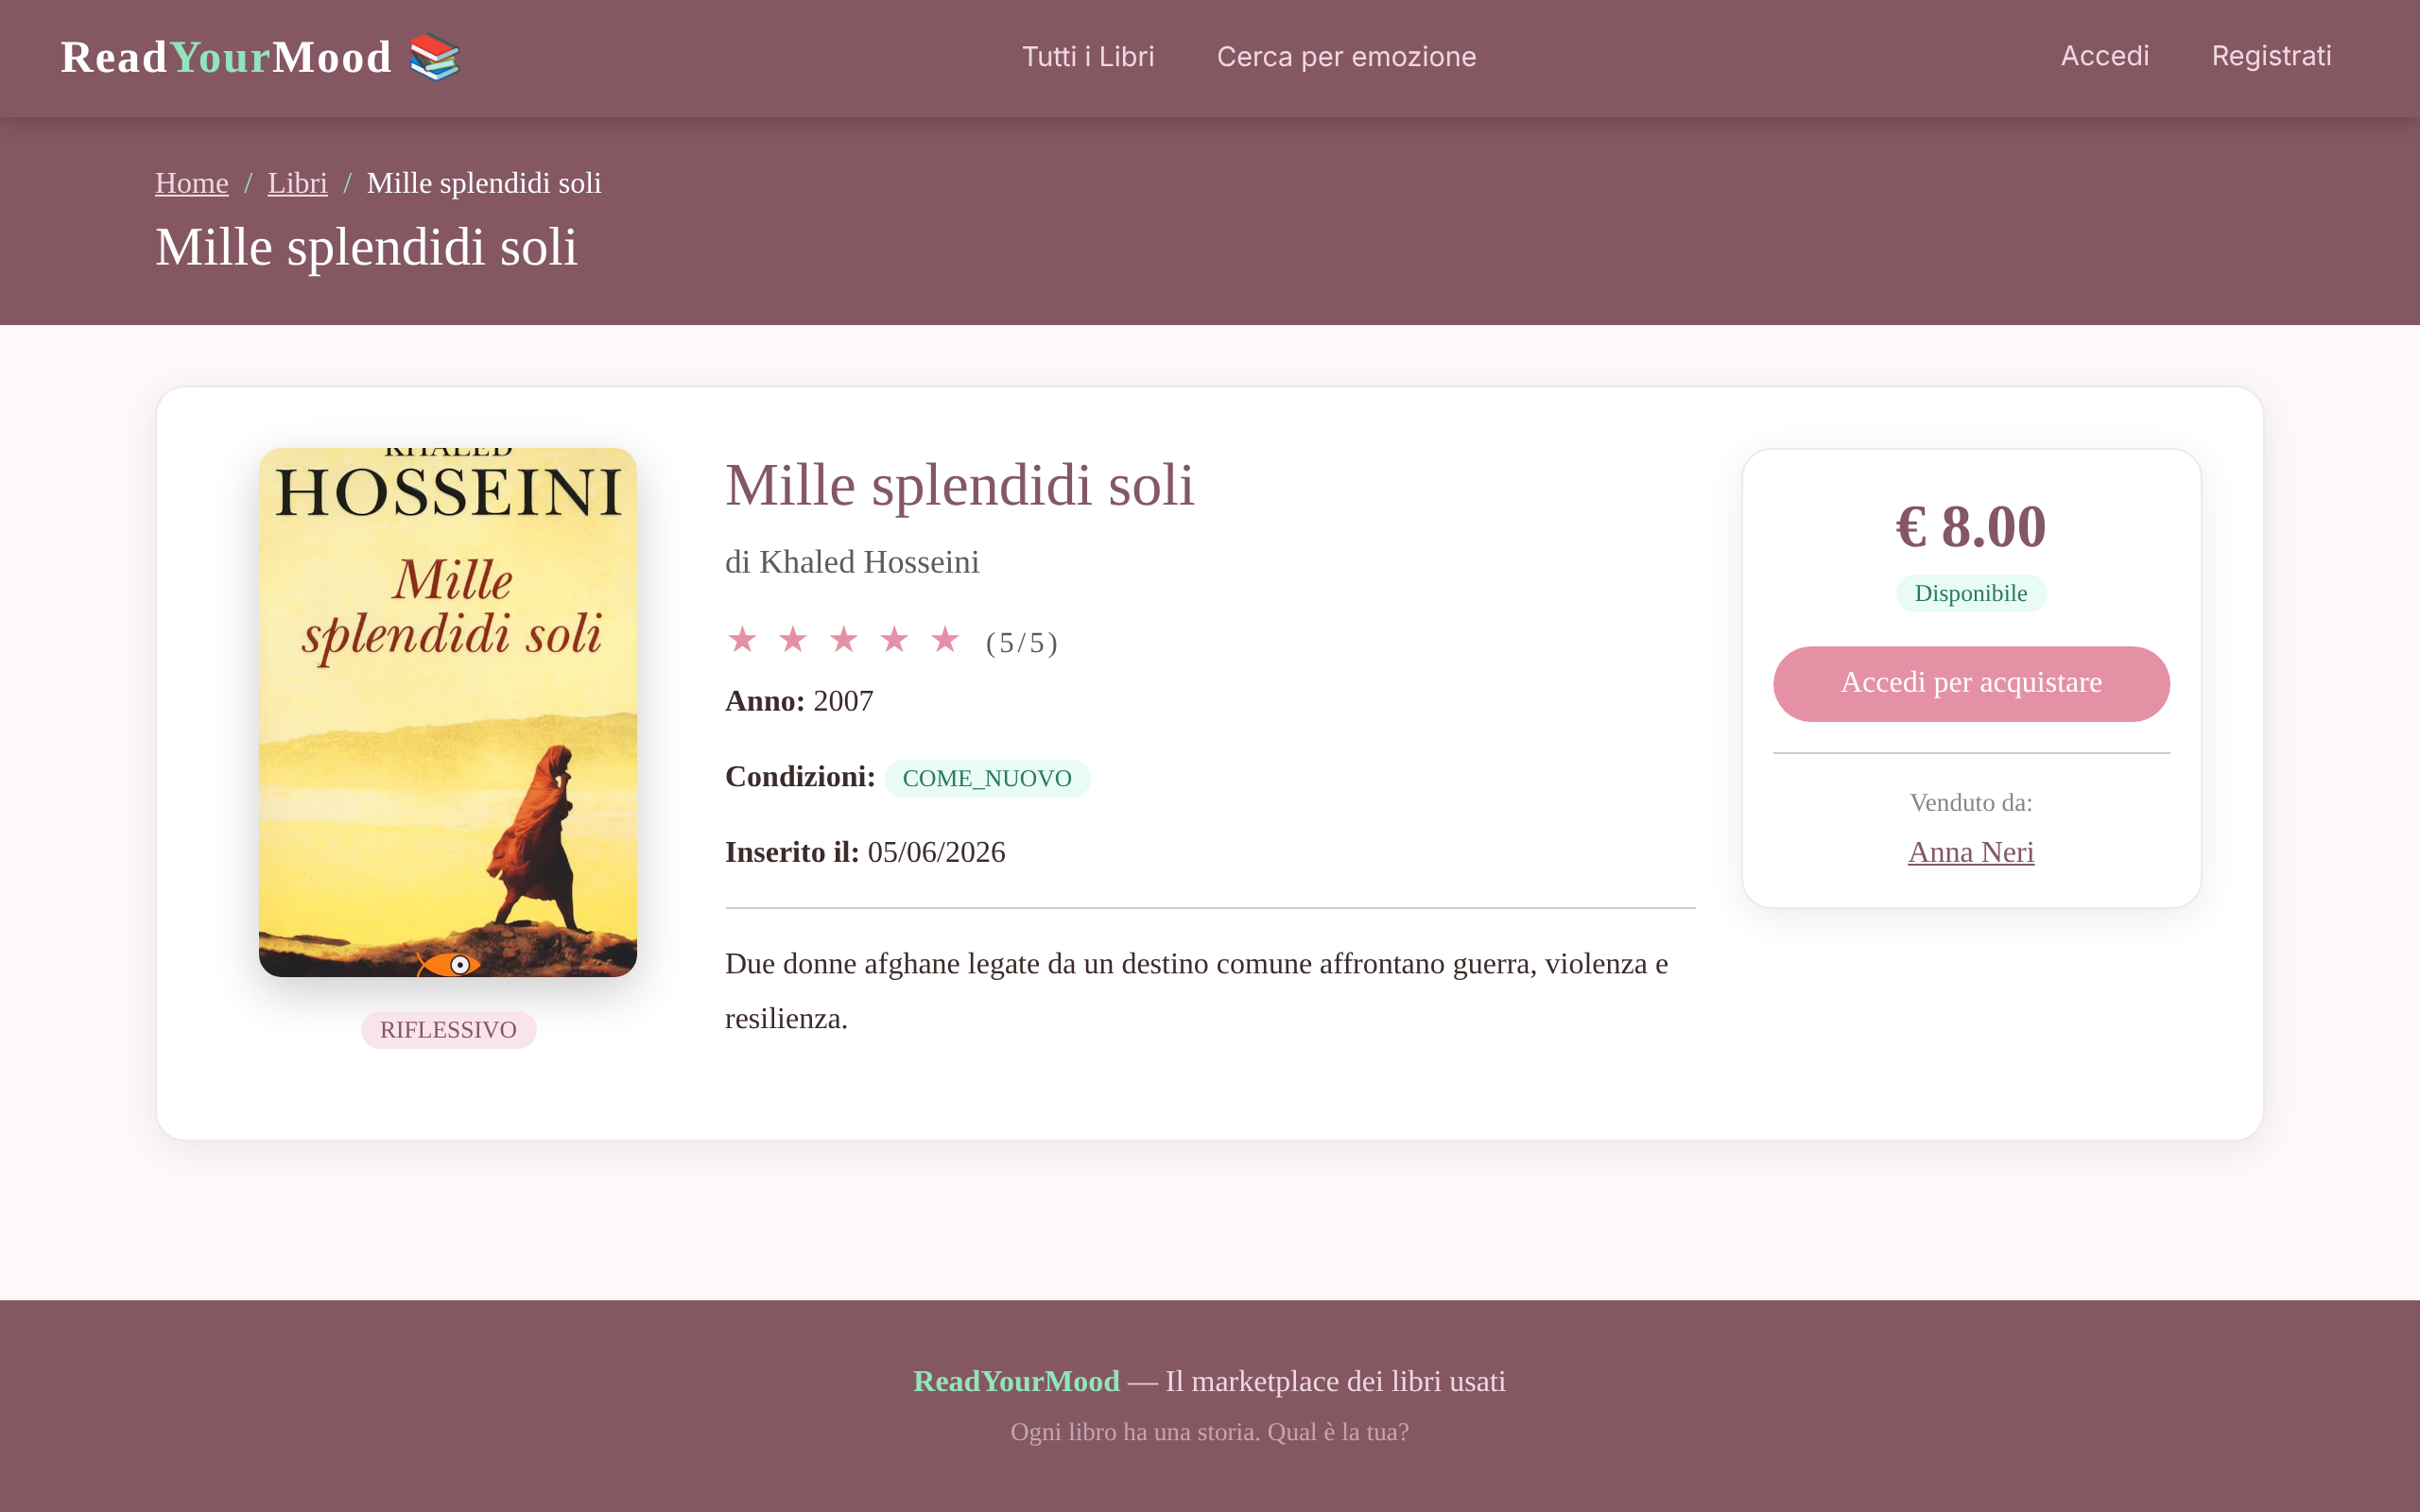 ReadYourMood 📚
Tutti i Libri
Cerca per emozione
Accedi
Registrati
Home / Libri / Mille splendidi soli
Mille splendidi soli
KHALED
HOSSEINI
Mille
splendidi soli
RIFLESSIVO
Mille splendidi soli
di Khaled Hosseini
★ ★ ★ ★ ★ (5/5)
Anno: 2007
Condizioni: COME_NUOVO
Inserito il: 05/06/2026
Due donne afghane legate da un destino comune affrontano guerra, violenza e
resilienza.
€ 8.00
Disponibile
Accedi per acquistare
Venduto da:
Anna Neri
ReadYourMood — Il marketplace dei libri usati
Ogni libro ha una storia. Qual è la tua?